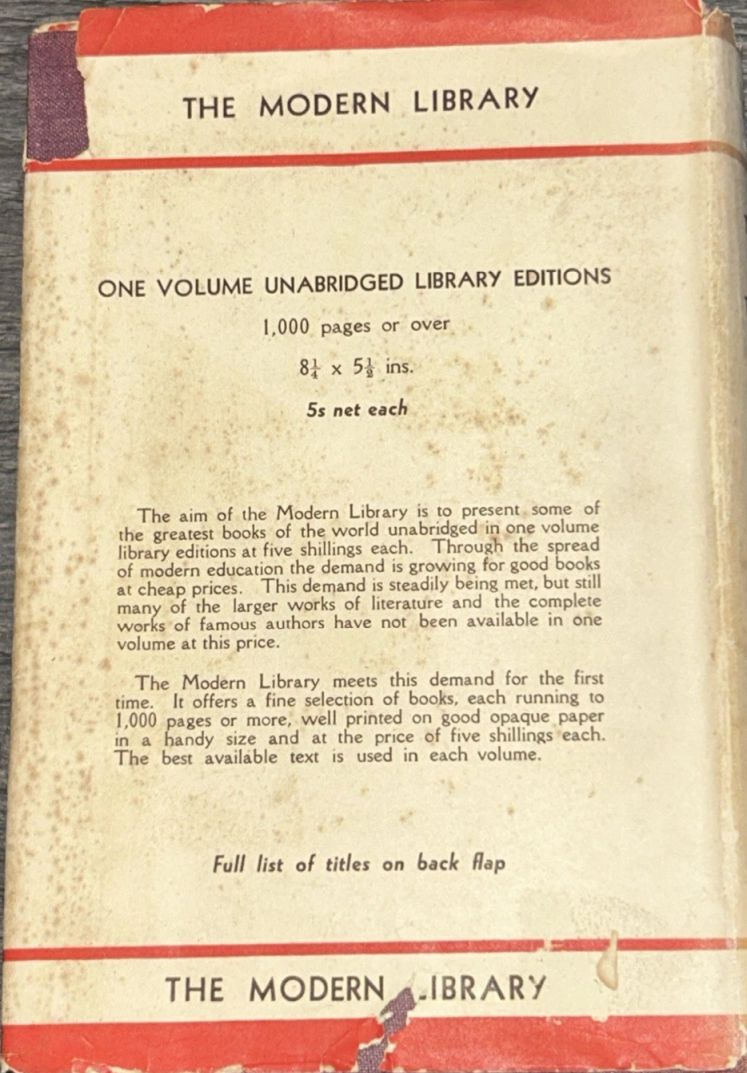 THE MODERN LIBRARY
ONE VOLUME UNABRIDGED LIBRARY EDITIONS
1,000 pages or over
8¼ x 5½ ins.
5s net each
The aim of the Modern Library is to present some of
the greatest books of the world unabridged in one volume
library editions at five shillings each. Through the spread
of modern education the demand is growing for good books
at cheap prices. This demand is steadily being met, but still
many of the larger works of literature and the complete
works of famous authors have not been available in one
volume at this price.
The Modern Library meets this demand for the first
time. It offers a fine selection of books, each running to
1,000 pages or more, well printed on good opaque paper
in a handy size and at the price of five shillings each.
The best available text is used in each volume.
Full list of titles on back flap
THE MODERN LIBRARY